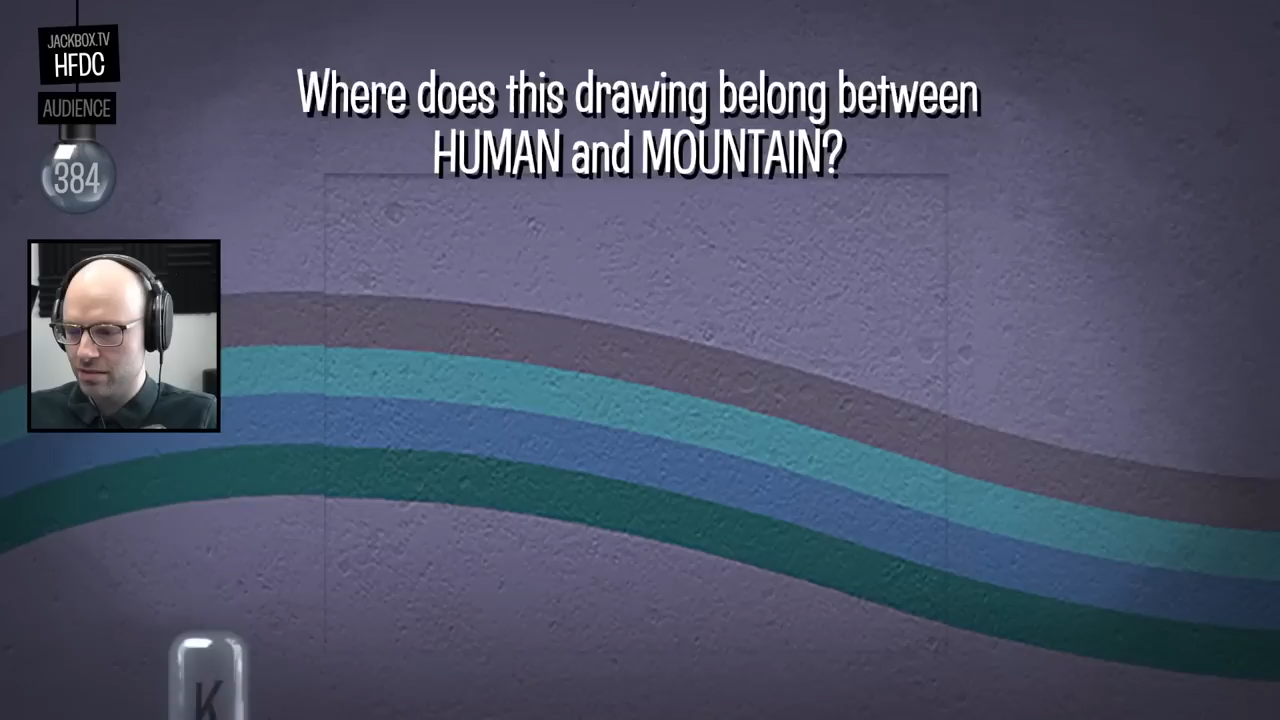 JACKBOX.TV
HFDC
AUDIENCE
384
Where does this drawing belong between
HUMAN and MOUNTAIN?
K